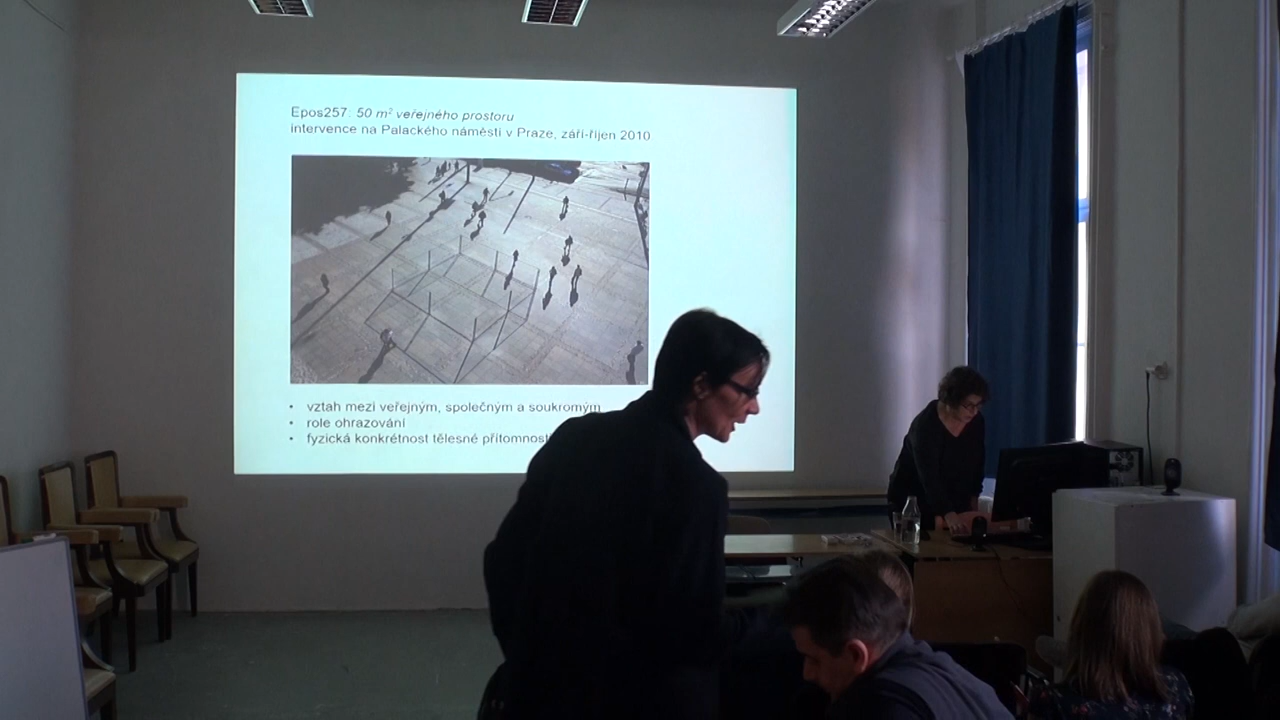 Epos257: 50 m² veřejného prostoru
intervence na Palackého náměstí v Praze, září-říjen 2010
• vztah mezi veřejným, společným a soukromým
• role ohrazování
• fyzická konkrétnost tělesné přítomnost